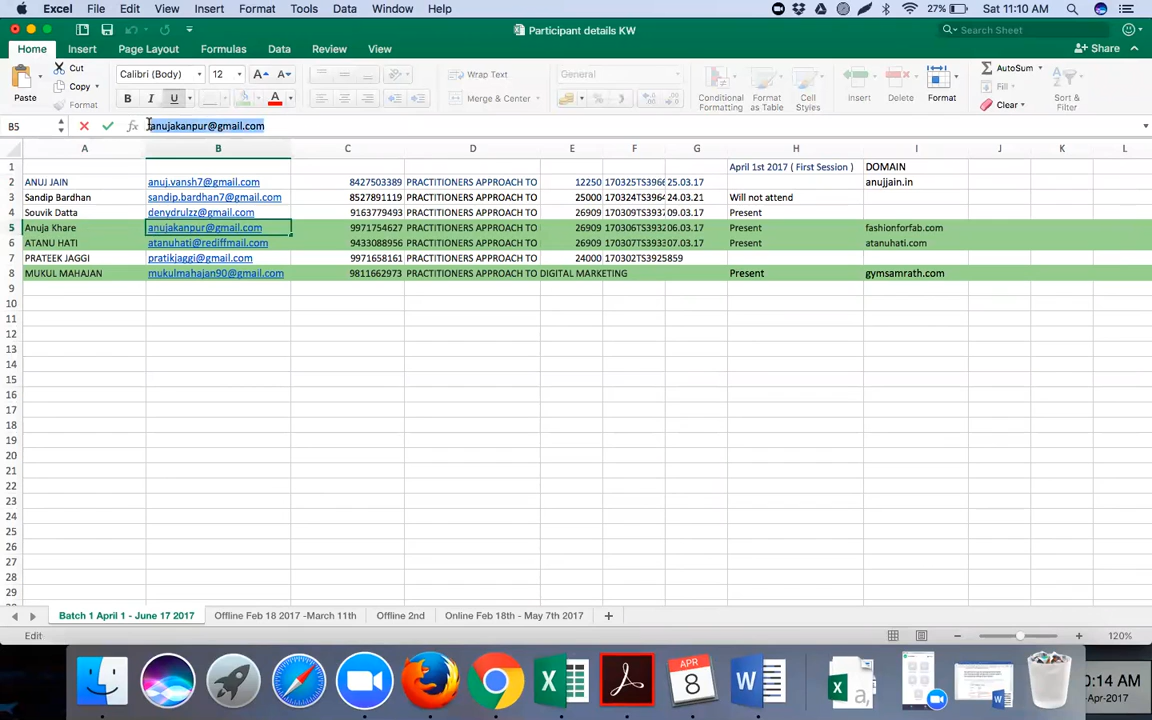 Excel File Edit View Insert Format Tools Data Window Help 27% Sat 11:10 AM
Participant details KW
Search Sheet
Home Insert Page Layout Formulas Data Review View Share
Paste Cut Copy Format
Calibri (Body) 12 A A
B I U A
Wrap Text
Merge & Center
General
Conditional Formatting
Format as Table
Cell Styles
Insert Delete Format
AutoSum
Fill
Clear
Sort & Filter
B5 fx anujakanpur@gmail.com
A B C D E F G H I J K L
1 April 1st 2017 ( First Session ) DOMAIN
2 ANUJ JAIN anuj.vansh7@gmail.com 8427503389 PRACTITIONERS APPROACH TO 12250 25.03.17 anujjain.in
3 Sandip Bardhan sandip.bardhan7@gmail.com 8527891119 PRACTITIONERS APPROACH TO 25000 24.03.21 Will not attend
4 Souvik Datta denydrulzz@gmail.com 9163779493 PRACTITIONERS APPROACH TO 26909 09.03.17 Present
5 Anuja Khare anujakanpur@gmail.com 9971754627 PRACTITIONERS APPROACH TO 26909 06.03.17 Present fashionforfab.com
6 ATANU HATI atanuhati@rediffmail.com 9433088956 PRACTITIONERS APPROACH TO 26909 07.03.17 Present atanuhati.com
7 PRATEEK JAGGI pratikjaggi@gmail.com 9971658161 PRACTITIONERS APPROACH TO 24000 170302TS3925859
8 MUKUL MAHAJAN mukulmahajan90@gmail.com 9811662973 PRACTITIONERS APPROACH TO DIGITAL MARKETING Present gymsamrath.com
9
10
11
12
13
14
15
16
17
18
19
20
21
22
23
24
25
26
27
28
29
Batch 1 April 1 - June 17 2017 Offline Feb 18 2017 -March 11th Offline 2nd Online Feb 18th - May 7th 2017 +
Edit 120%
APR
8
0:14 AM
-Apr-2017